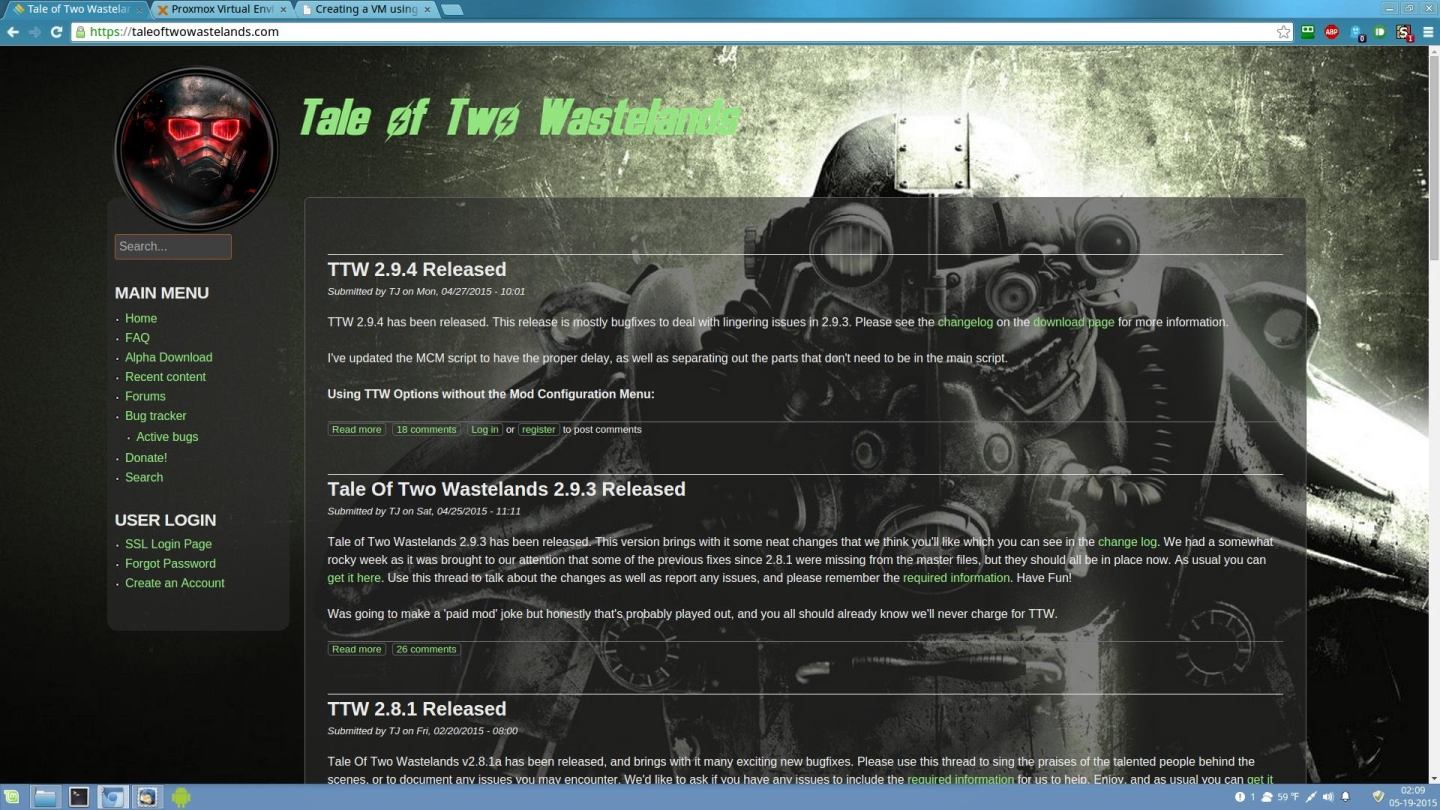 Tale of Two Wastelar
Proxmox Virtual Envi
Creating a VM using
https://taleoftwowastelands.com
ABP
0
1
Tale of Two Wastelands
Search...
MAIN MENU
Home
FAQ
Alpha Download
Recent content
Forums
Bug tracker
Active bugs
Donate!
Search
USER LOGIN
SSL Login Page
Forgot Password
Create an Account
TTW 2.9.4 Released
Submitted by TJ on Mon, 04/27/2015 - 10:01
TTW 2.9.4 has been released. This release is mostly bugfixes to deal with lingering issues in 2.9.3. Please see the changelog on the download page for more information.
I've updated the MCM script to have the proper delay, as well as separating out the parts that don't need to be in the main script.
Using TTW Options without the Mod Configuration Menu:
Read more 18 comments Log in or register to post comments
Tale Of Two Wastelands 2.9.3 Released
Submitted by TJ on Sat, 04/25/2015 - 11:11
Tale of Two Wastelands 2.9.3 has been released. This version brings with it some neat changes that we think you'll like which you can see in the change log. We had a somewhat
rocky week as it was brought to our attention that some of the previous fixes since 2.8.1 were missing from the master files, but they should all be in place now. As usual you can
get it here. Use this thread to talk about the changes as well as report any issues, and please remember the required information. Have Fun!
Was going to make a 'paid mod' joke but honestly that's probably played out, and you all should already know we'll never charge for TTW.
Read more 26 comments
TTW 2.8.1 Released
Submitted by TJ on Fri, 02/20/2015 - 08:00
Tale Of Two Wastelands v2.8.1a has been released, and brings with it many exciting new bugfixes. Please use this thread to sing the praises of the talented people behind the
scenes, or to document any issues you may encounter. We'd like to ask if you have any issues to include the required information for us to help. Enjoy, and as usual you can get it
1 59 °F
02:09
05-19-2015